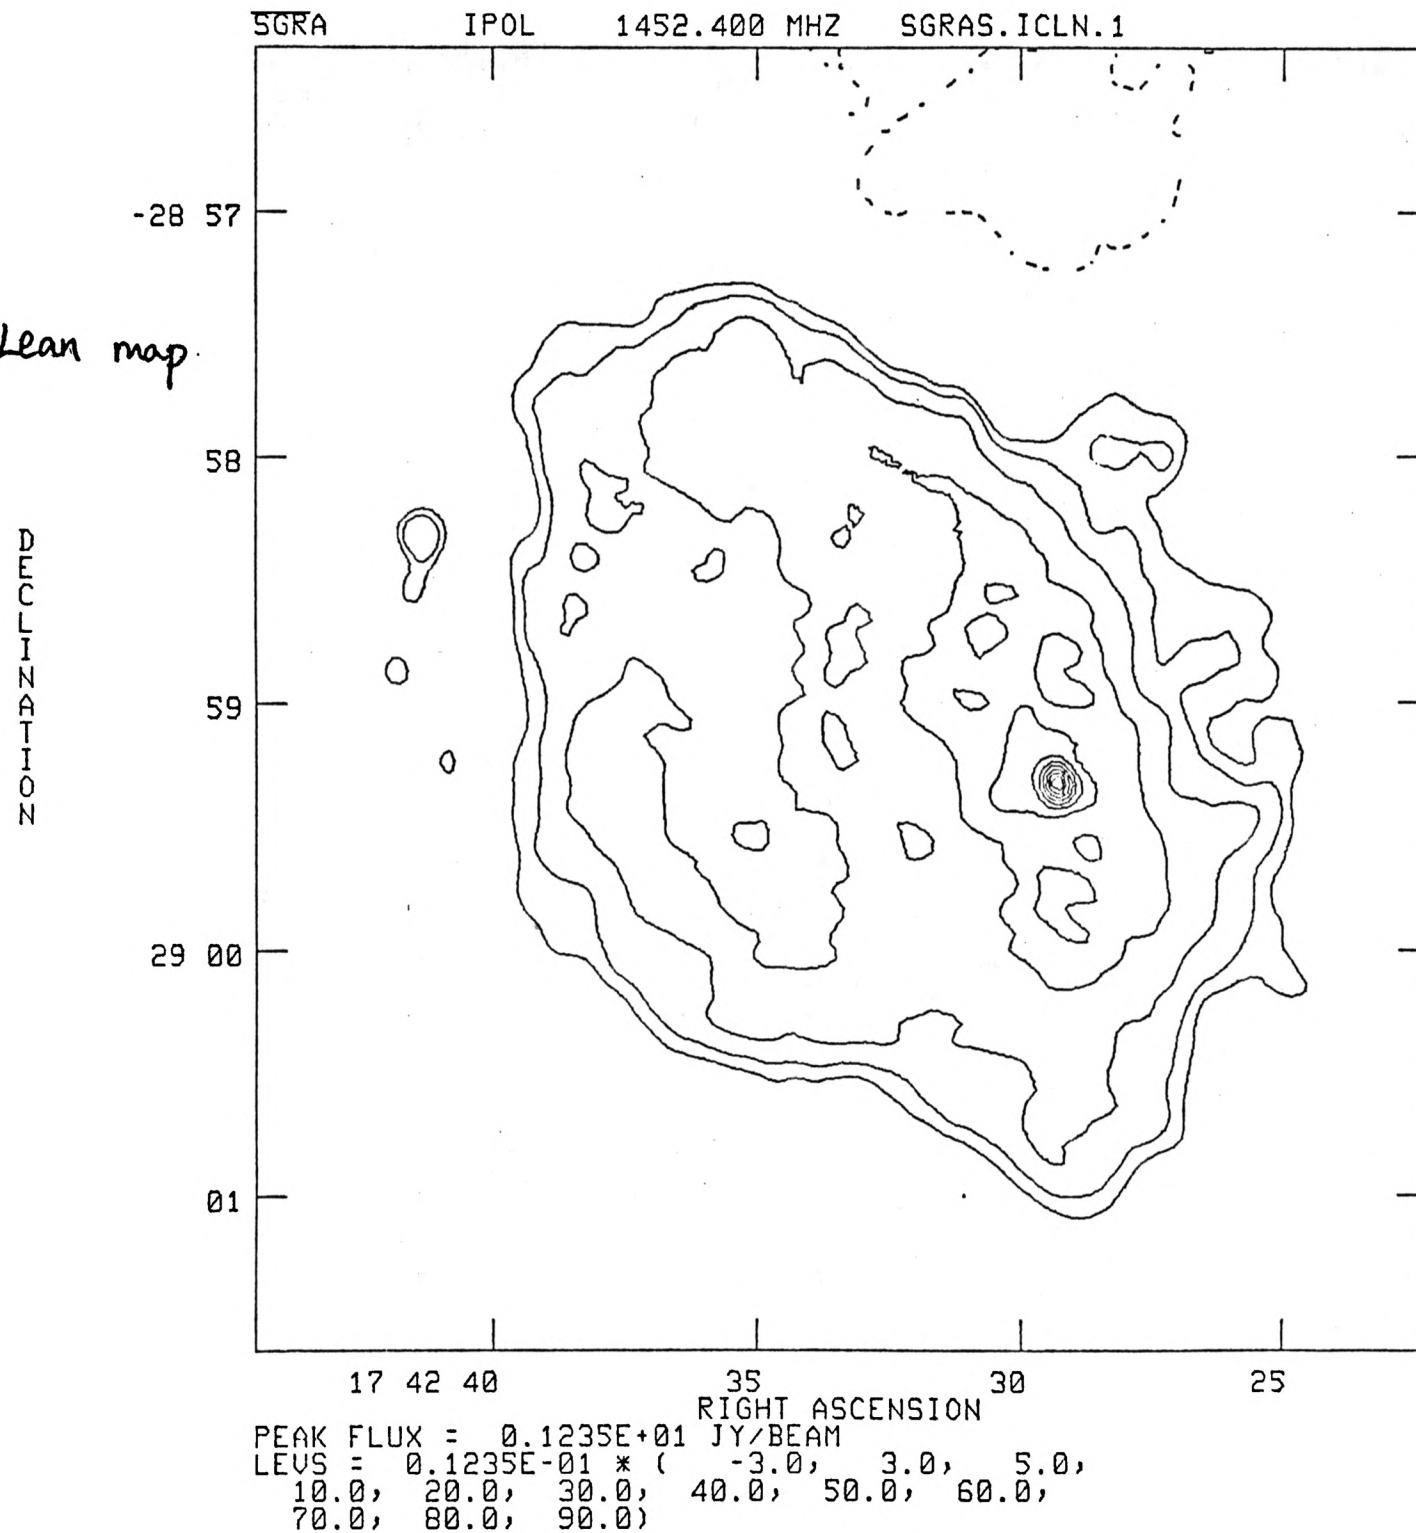 SGRA IPOL 1452.400 MHZ SGRAS.ICLN.1
-28 57
Lean map
58
DECLINATION
59
29 00
01
17 42 40 35 30 25
RIGHT ASCENSION
PEAK FLUX = 0.1235E+01 JY/BEAM
LEVS = 0.1235E-01 * ( -3.0, 3.0, 5.0,
10.0, 20.0, 30.0, 40.0, 50.0, 60.0,
70.0, 80.0, 90.0)